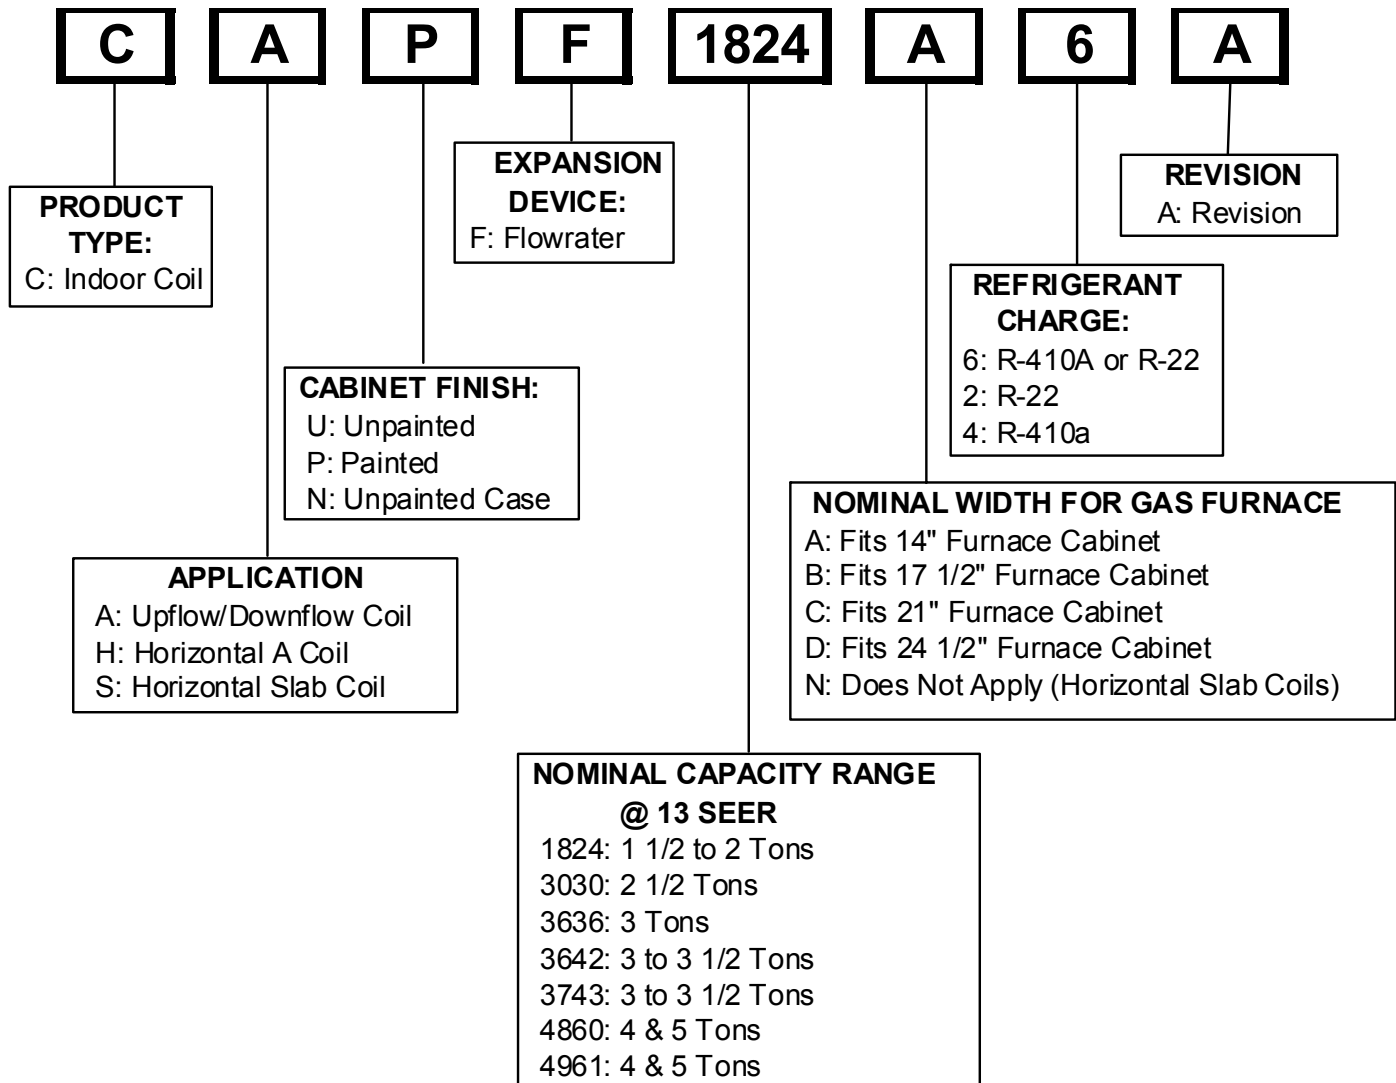 C A P F 1824 A 6 A
PRODUCT
TYPE:
C: Indoor Coil
EXPANSION
DEVICE:
F: Flowrater
REVISION
A: Revision
REFRIGERANT
CHARGE:
6: R-410A or R-22
2: R-22
4: R-410a
CABINET FINISH:
U: Unpainted
P: Painted
N: Unpainted Case
NOMINAL WIDTH FOR GAS FURNACE
A: Fits 14" Furnace Cabinet
B: Fits 17 1/2" Furnace Cabinet
C: Fits 21" Furnace Cabinet
D: Fits 24 1/2" Furnace Cabinet
N: Does Not Apply (Horizontal Slab Coils)
APPLICATION
A: Upflow/Downflow Coil
H: Horizontal A Coil
S: Horizontal Slab Coil
NOMINAL CAPACITY RANGE
@ 13 SEER
1824: 1 1/2 to 2 Tons
3030: 2 1/2 Tons
3636: 3 Tons
3642: 3 to 3 1/2 Tons
3743: 3 to 3 1/2 Tons
4860: 4 & 5 Tons
4961: 4 & 5 Tons